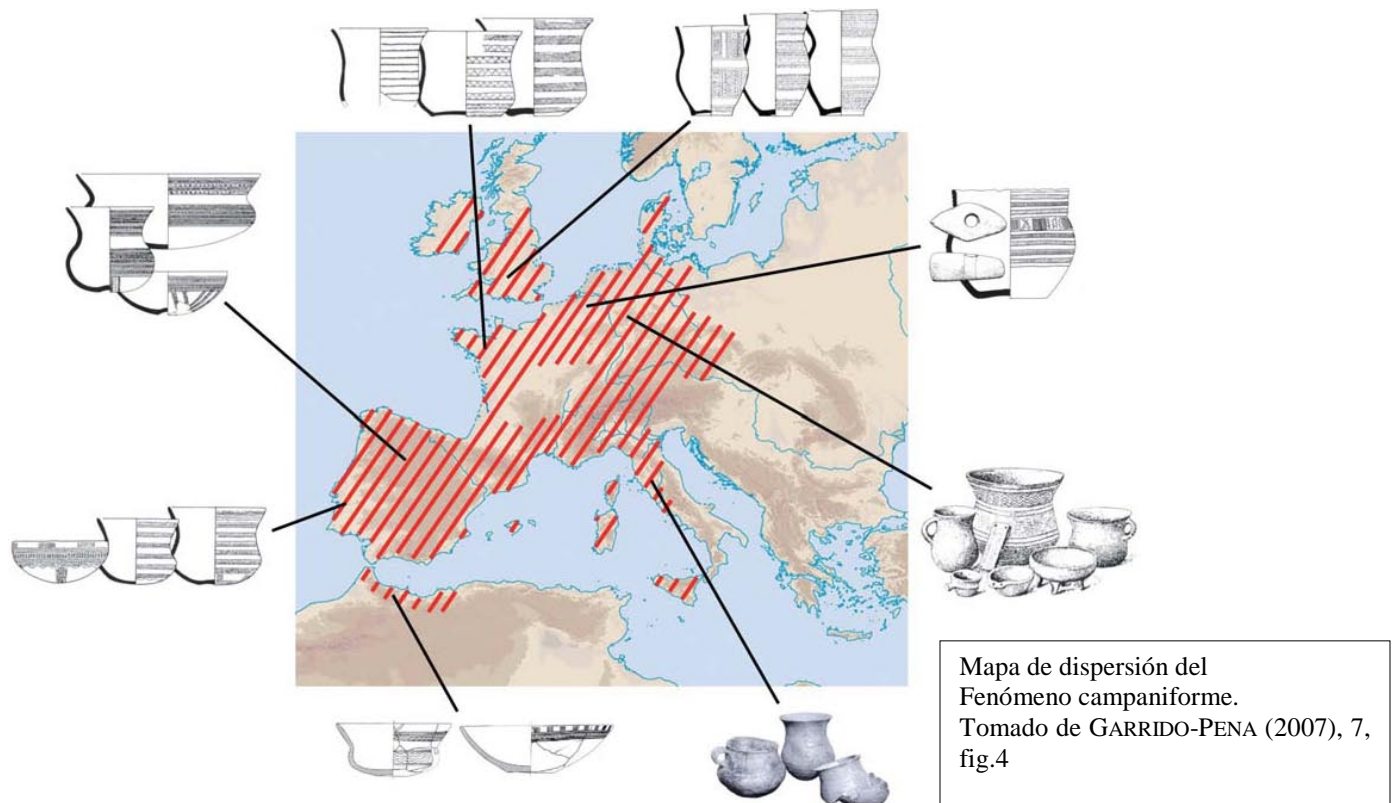 Mapa de dispersión del
Fenómeno campaniforme.
Tomado de GARRIDO-PENA (2007), 7,
fig.4